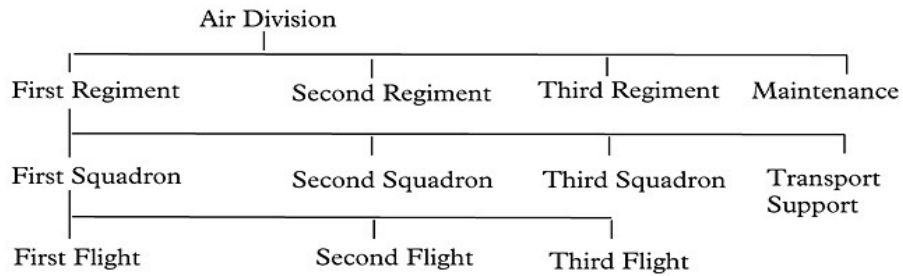 Air Division
First Regiment Second Regiment Third Regiment Maintenance
First Squadron Second Squadron Third Squadron Transport
Support
First Flight Second Flight Third Flight